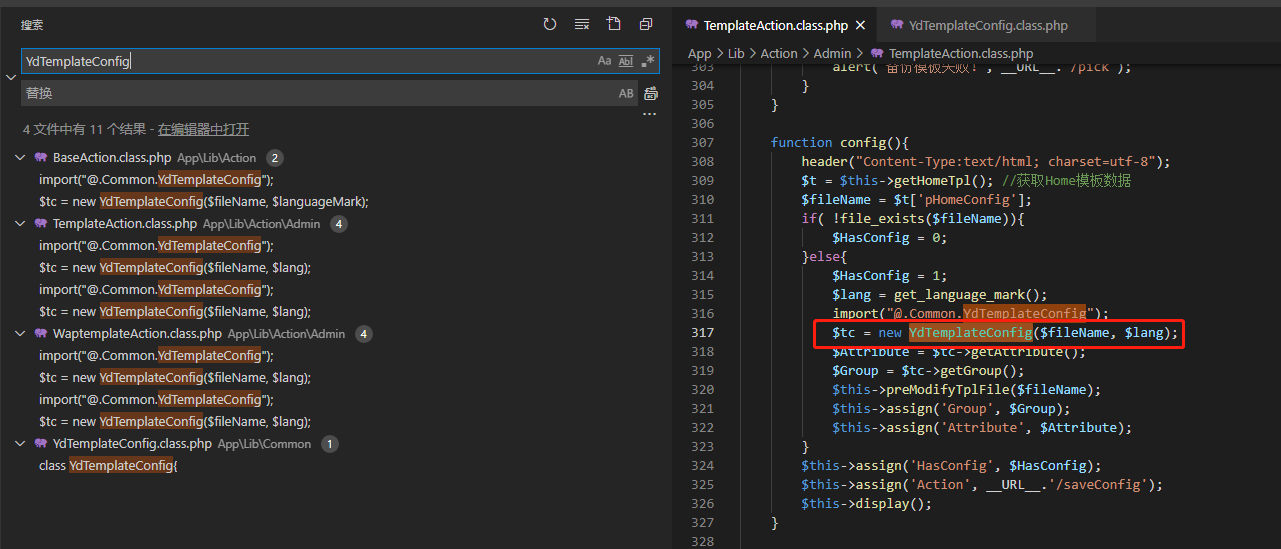 搜索
YdTemplateConfig
Aa Abl .*
替换
AB
4 文件中有 11 个结果 - 在编辑器中打开
BaseAction.class.php App\Lib\Action 2
import("@.Common.YdTemplateConfig");
$tc = new YdTemplateConfig($fileName, $languageMark);
TemplateAction.class.php App\Lib\Action\Admin 4
import("@.Common.YdTemplateConfig");
$tc = new YdTemplateConfig($fileName, $lang);
import("@.Common.YdTemplateConfig");
$tc = new YdTemplateConfig($fileName, $lang);
WaptemplateAction.class.php App\Lib\Action\Admin 4
import("@.Common.YdTemplateConfig");
$tc = new YdTemplateConfig($fileName, $lang);
import("@.Common.YdTemplateConfig");
$tc = new YdTemplateConfig($fileName, $lang);
YdTemplateConfig.class.php App\Lib\Common 1
class YdTemplateConfig{
TemplateAction.class.php
YdTemplateConfig.class.php
App > Lib > Action > Admin > TemplateAction.class.php
303 alert("备份模板失败!", __URL__."/pick");
304 }
305 }
306
307 function config(){
308 header("Content-Type:text/html; charset=utf-8");
309 $t = $this->getHomeTpl(); //获取Home模板数据
310 $fileName = $t['pHomeConfig'];
311 if( !file_exists($fileName)){
312 $HasConfig = 0;
313 }else{
314 $HasConfig = 1;
315 $lang = get_language_mark();
316 import("@.Common.YdTemplateConfig");
317 $tc = new YdTemplateConfig($fileName, $lang);
318 $Attribute = $tc->getAttribute();
319 $Group = $tc->getGroup();
320 $this->preModifyTplFile($fileName);
321 $this->assign('Group', $Group);
322 $this->assign('Attribute', $Attribute);
323 }
324 $this->assign('HasConfig', $HasConfig);
325 $this->assign('Action', __URL__.'/saveConfig');
326 $this->display();
327 }
328